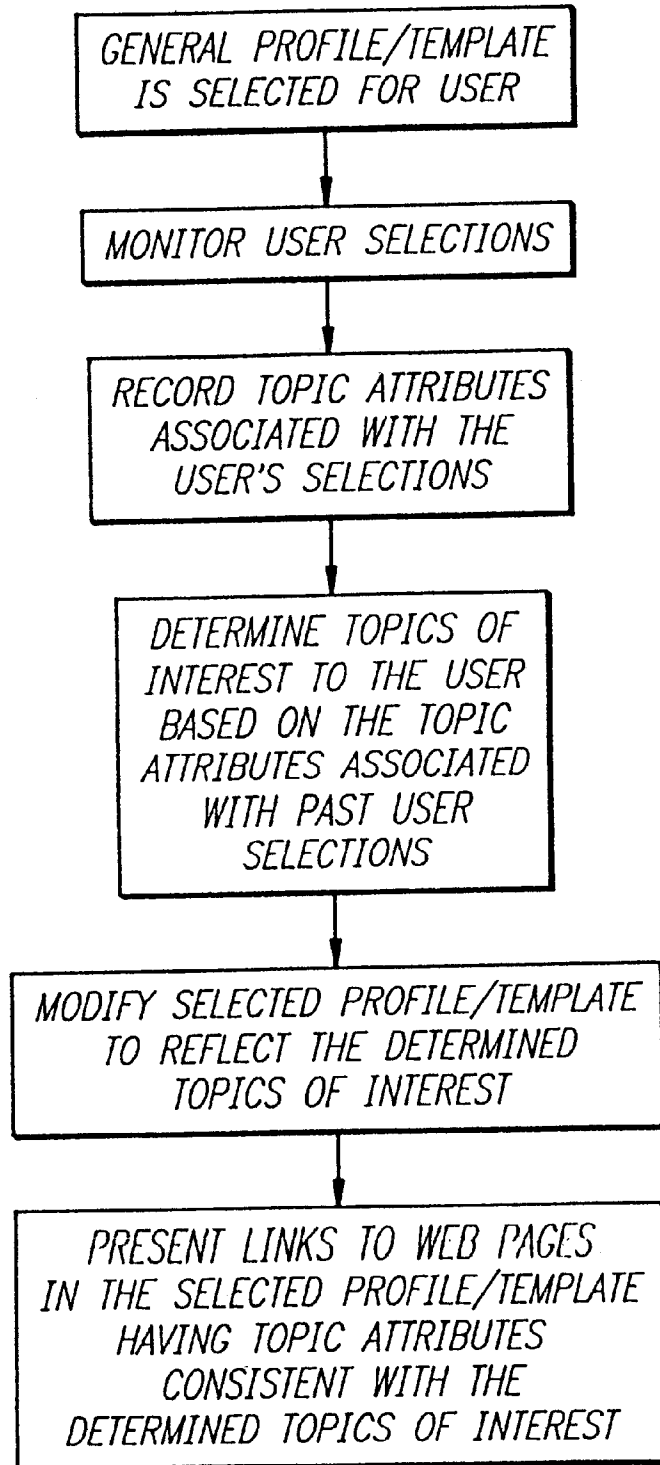 GENERAL PROFILE/TEMPLATE
IS SELECTED FOR USER
MONITOR USER SELECTIONS
RECORD TOPIC ATTRIBUTES
ASSOCIATED WITH THE
USER'S SELECTIONS
DETERMINE TOPICS OF
INTEREST TO THE USER
BASED ON THE TOPIC
ATTRIBUTES ASSOCIATED
WITH PAST USER
SELECTIONS
MODIFY SELECTED PROFILE/TEMPLATE
TO REFLECT THE DETERMINED
TOPICS OF INTEREST
PRESENT LINKS TO WEB PAGES
IN THE SELECTED PROFILE/TEMPLATE
HAVING TOPIC ATTRIBUTES
CONSISTENT WITH THE
DETERMINED TOPICS OF INTEREST